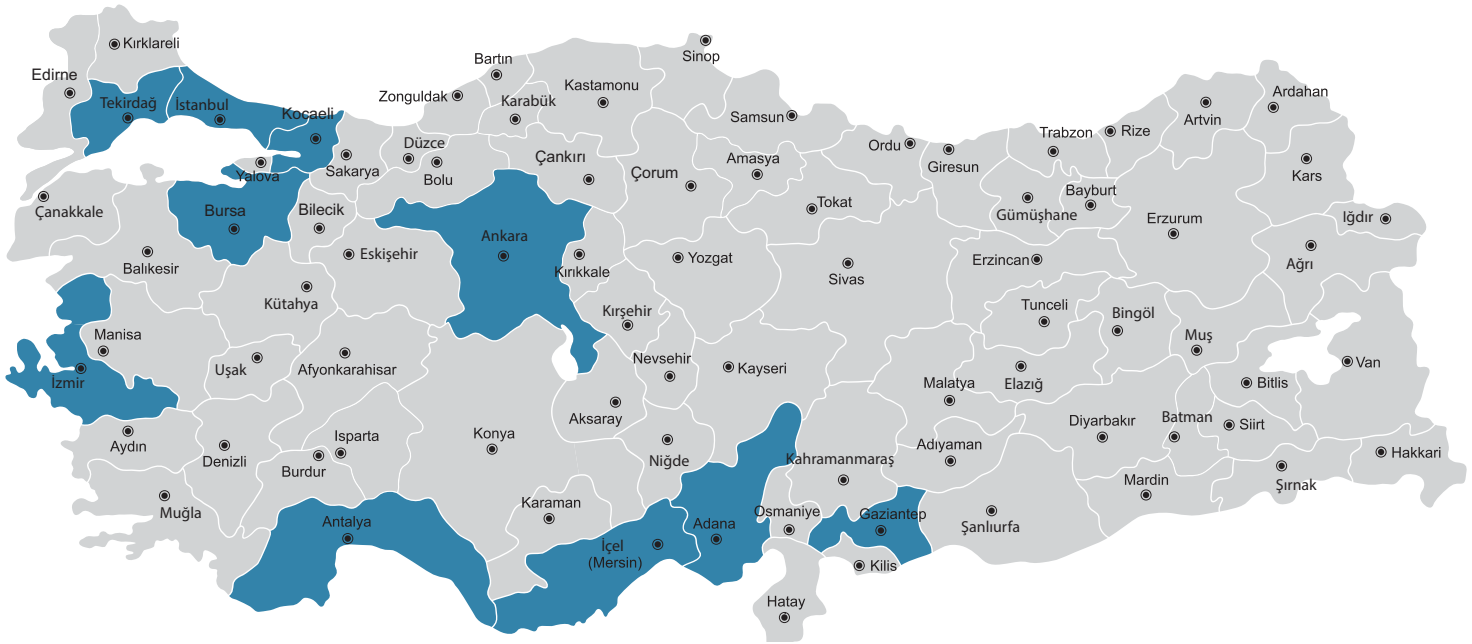 Kırklareli
Edirne
Tekirdağ
İstanbul
Kocaeli
Yalova
Sakarya
Düzce
Bolu
Zonguldak
Bartın
Karabük
Kastamonu
Sinop
Çankırı
Çorum
Samsun
Amasya
Tokat
Ordu
Giresun
Trabzon
Rize
Artvin
Ardahan
Kars
Gümüşhane
Bayburt
Erzurum
Iğdır
Ağrı
Çanakkale
Bursa
Bilecik
Balıkesir
Eskişehir
Kütahya
Ankara
Kırıkkale
Yozgat
Sivas
Erzincan
Tunceli
Bingöl
Muş
Manisa
İzmir
Uşak
Afyonkarahisar
Kırşehir
Nevsehir
Kayseri
Malatya
Elazığ
Bitlis
Van
Aydın
Denizli
Burdur
Isparta
Konya
Aksaray
Niğde
Kahramanmaraş
Adıyaman
Diyarbakır
Batman
Siirt
Hakkari
Şırnak
Mardin
Muğla
Antalya
Karaman
İçel
(Mersin)
Adana
Osmaniye
Gaziantep
Şanlıurfa
Kilis
Hatay